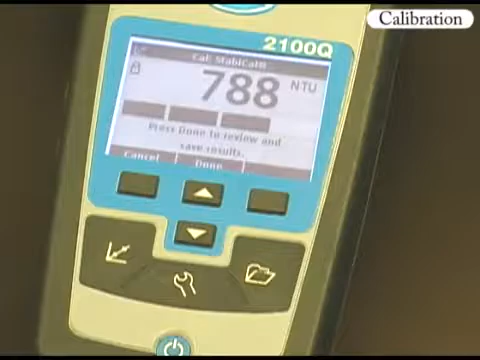 Calibration
2100Q
Cal: StablCal®
788 NTU
Press Done to review and
save results.
Cancel Done